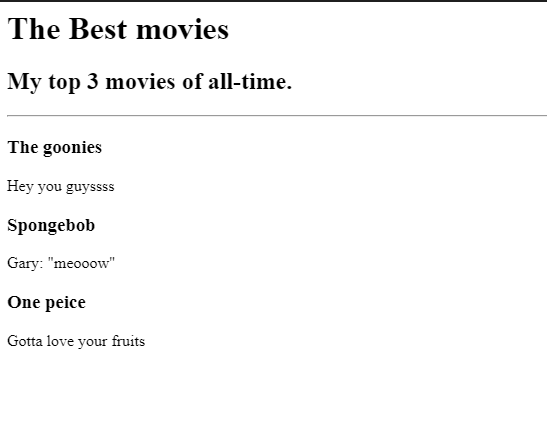 The Best movies
My top 3 movies of all-time.
The goonies
Hey you guyssss
Spongebob
Gary: "meooow"
One peice
Gotta love your fruits